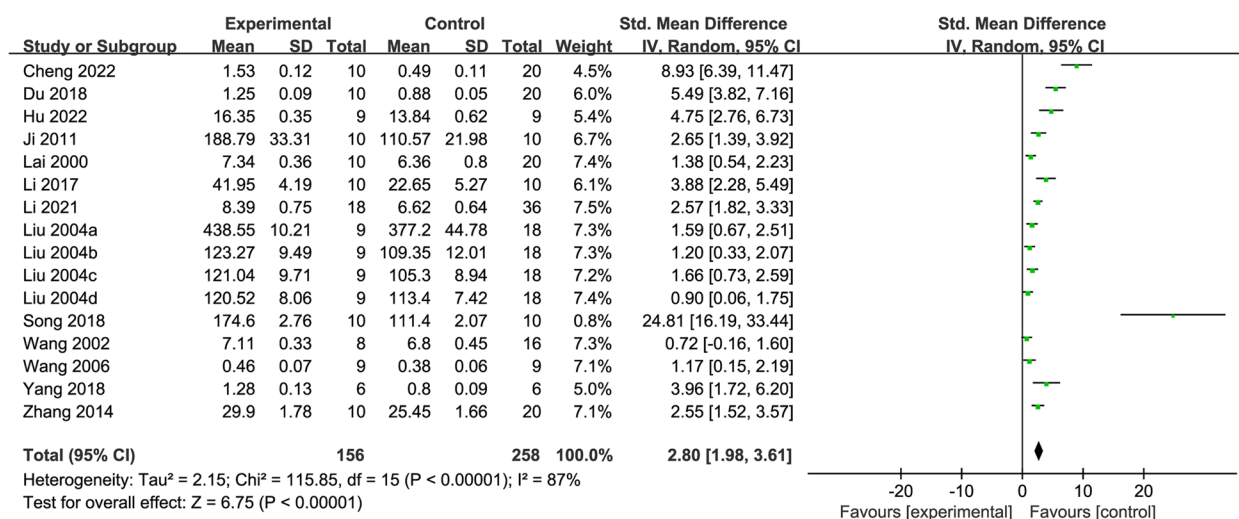 Experimental Control Std. Mean Difference Std. Mean Difference
Study or Subgroup Mean SD Total Mean SD Total Weight IV, Random, 95% CI IV, Random, 95% CI
Cheng 2022 1.53 0.12 10 0.49 0.11 20 4.5% 8.93 [6.39, 11.47]
Du 2018 1.25 0.09 10 0.88 0.05 20 6.0% 5.49 [3.82, 7.16]
Hu 2022 16.35 0.35 9 13.84 0.62 9 5.4% 4.75 [2.76, 6.73]
Ji 2011 188.79 33.31 10 110.57 21.98 10 6.7% 2.65 [1.39, 3.92]
Lai 2000 7.34 0.36 10 6.36 0.8 20 7.4% 1.38 [0.54, 2.23]
Li 2017 41.95 4.19 10 22.65 5.27 10 6.1% 3.88 [2.28, 5.49]
Li 2021 8.39 0.75 18 6.62 0.64 36 7.5% 2.57 [1.82, 3.33]
Liu 2004a 438.55 10.21 9 377.2 44.78 18 7.3% 1.59 [0.67, 2.51]
Liu 2004b 123.27 9.49 9 109.35 12.01 18 7.3% 1.20 [0.33, 2.07]
Liu 2004c 121.04 9.71 9 105.3 8.94 18 7.2% 1.66 [0.73, 2.59]
Liu 2004d 120.52 8.06 9 113.4 7.42 18 7.4% 0.90 [0.06, 1.75]
Song 2018 174.6 2.76 10 111.4 2.07 10 0.8% 24.81 [16.19, 33.44]
Wang 2002 7.11 0.33 8 6.8 0.45 16 7.3% 0.72 [-0.16, 1.60]
Wang 2006 0.46 0.07 9 0.38 0.06 9 7.1% 1.17 [0.15, 2.19]
Yang 2018 1.28 0.13 6 0.8 0.09 6 5.0% 3.96 [1.72, 6.20]
Zhang 2014 29.9 1.78 10 25.45 1.66 20 7.1% 2.55 [1.52, 3.57]
Total (95% CI) 156 258 100.0% 2.80 [1.98, 3.61]
Heterogeneity: Tau² = 2.15; Chi² = 115.85, df = 15 (P < 0.00001); I² = 87%
Test for overall effect: Z = 6.75 (P < 0.00001)
-20 -10 0 10 20
Favours [experimental] Favours [control]